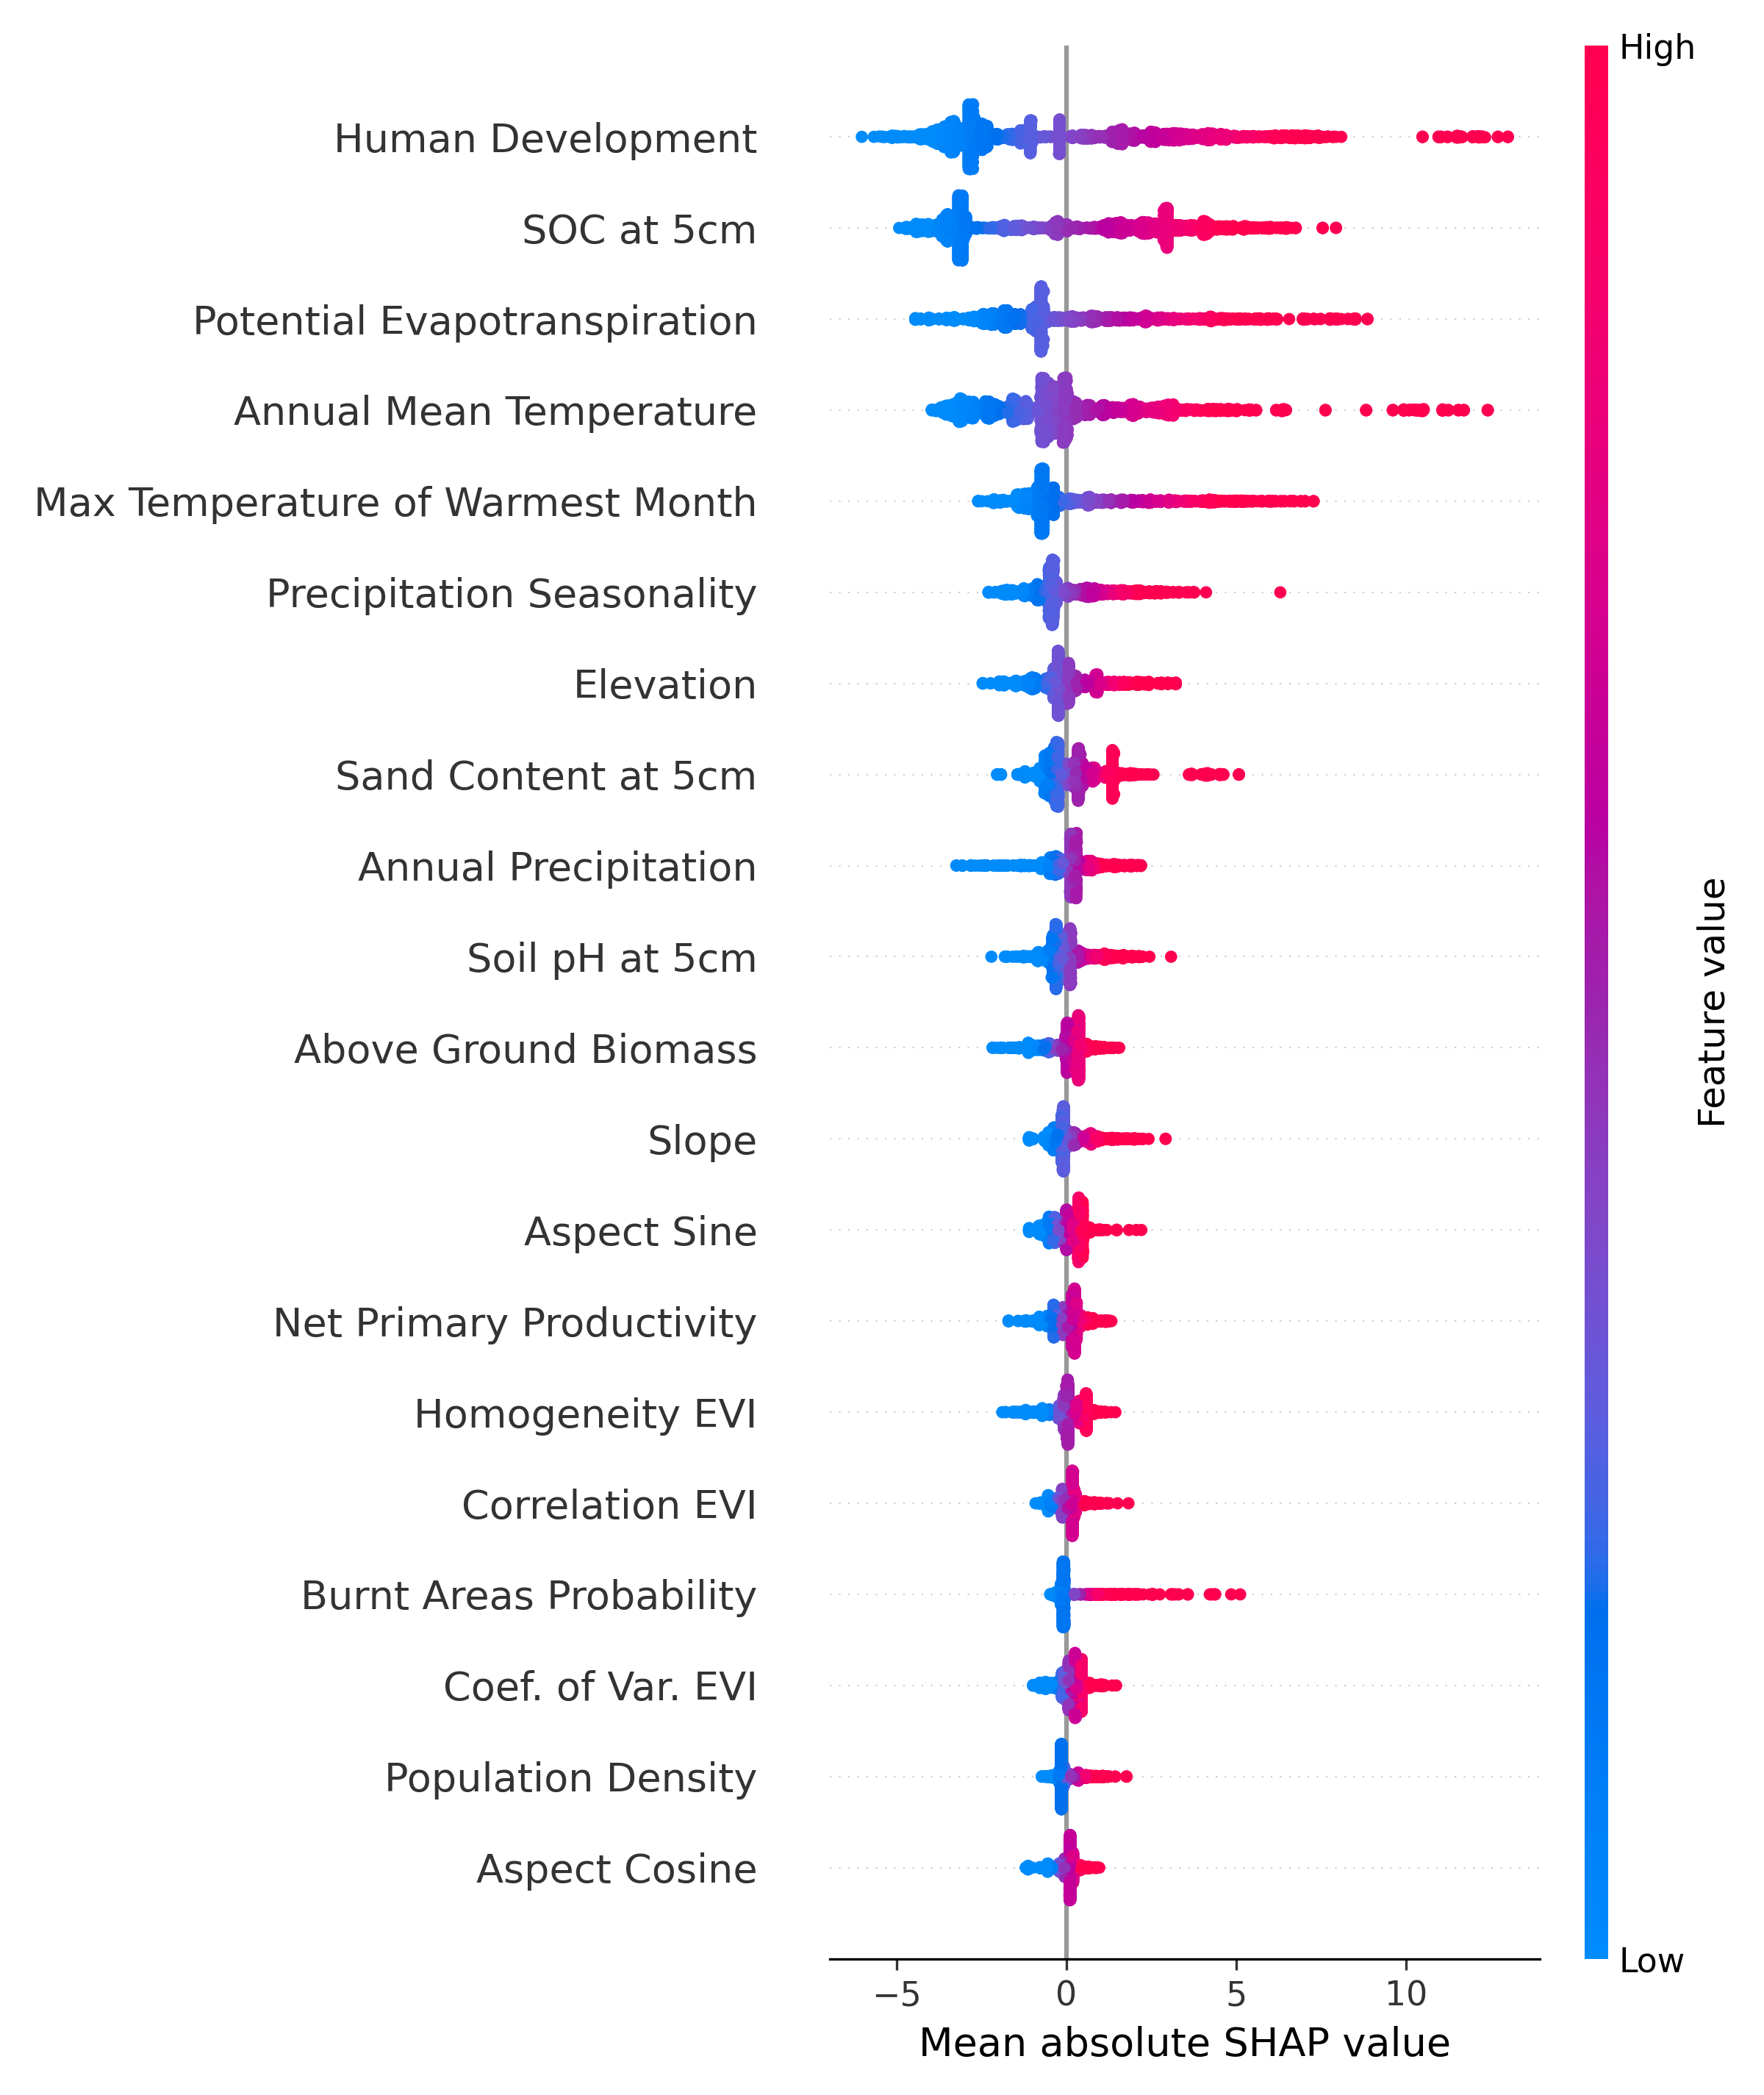 High
Human Development
SOC at 5cm
Potential Evapotranspiration
Annual Mean Temperature
Max Temperature of Warmest Month
Precipitation Seasonality
Elevation
Sand Content at 5cm
Annual Precipitation
Soil pH at 5cm
Above Ground Biomass
Slope
Aspect Sine
Net Primary Productivity
Homogeneity EVI
Correlation EVI
Burnt Areas Probability
Coef. of Var. EVI
Population Density
Aspect Cosine
Feature value
Low
−5 0 5 10
Mean absolute SHAP value